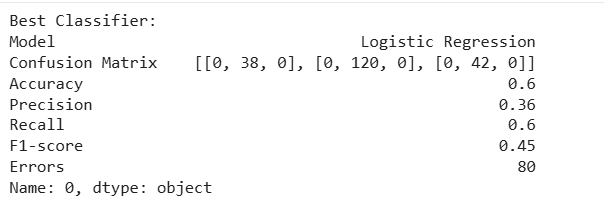 Best Classifier:
Model Logistic Regression
Confusion Matrix [[0, 38, 0], [0, 120, 0], [0, 42, 0]]
Accuracy 0.6
Precision 0.36
Recall 0.6
F1-score 0.45
Errors 80
Name: 0, dtype: object